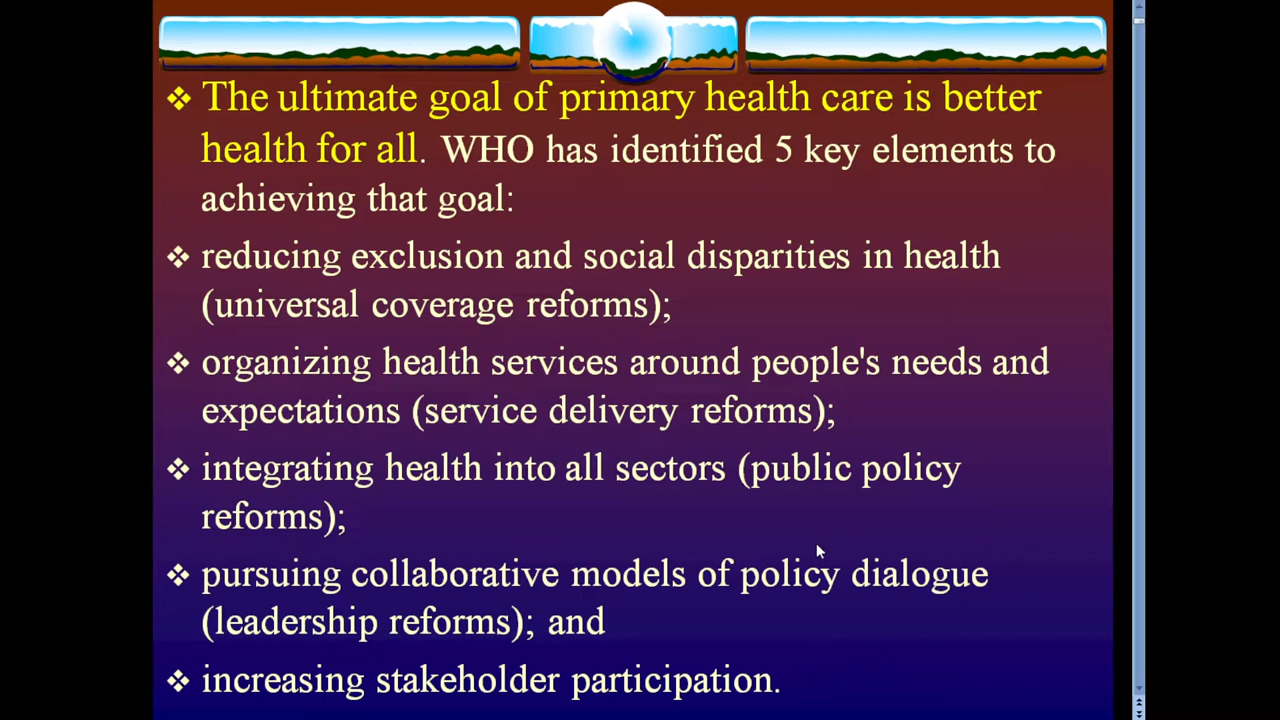 ❖ The ultimate goal of primary health care is better
health for all. WHO has identified 5 key elements to
achieving that goal:
❖ reducing exclusion and social disparities in health
(universal coverage reforms);
❖ organizing health services around people's needs and
expectations (service delivery reforms);
❖ integrating health into all sectors (public policy
reforms);
❖ pursuing collaborative models of policy dialogue
(leadership reforms); and
❖ increasing stakeholder participation.